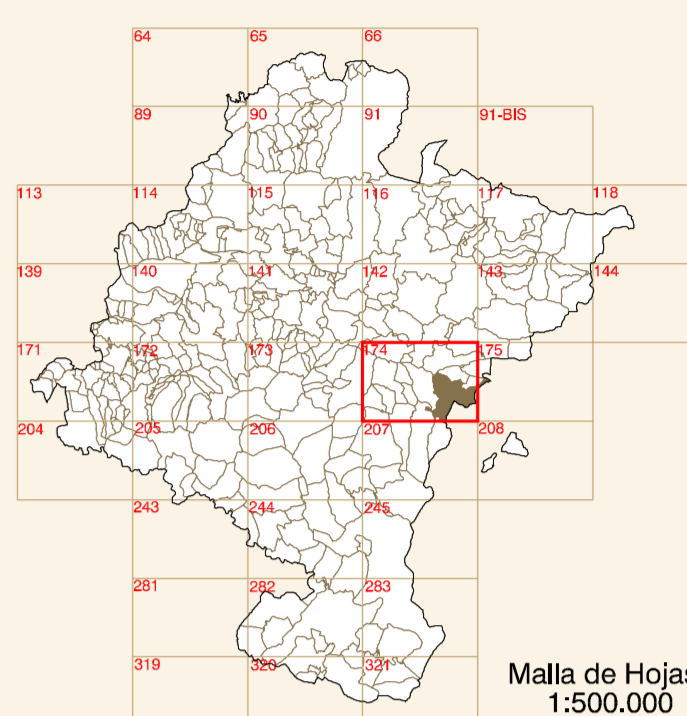 64 65 66
89 90 91 91-BIS
113 114 115 116 117 118
139 140 141 142 143 144
171 172 173 174 175
204 205 206 207 208
243 244 245
281 282 283
319 320 321
Malla de Hojas
1:500.000